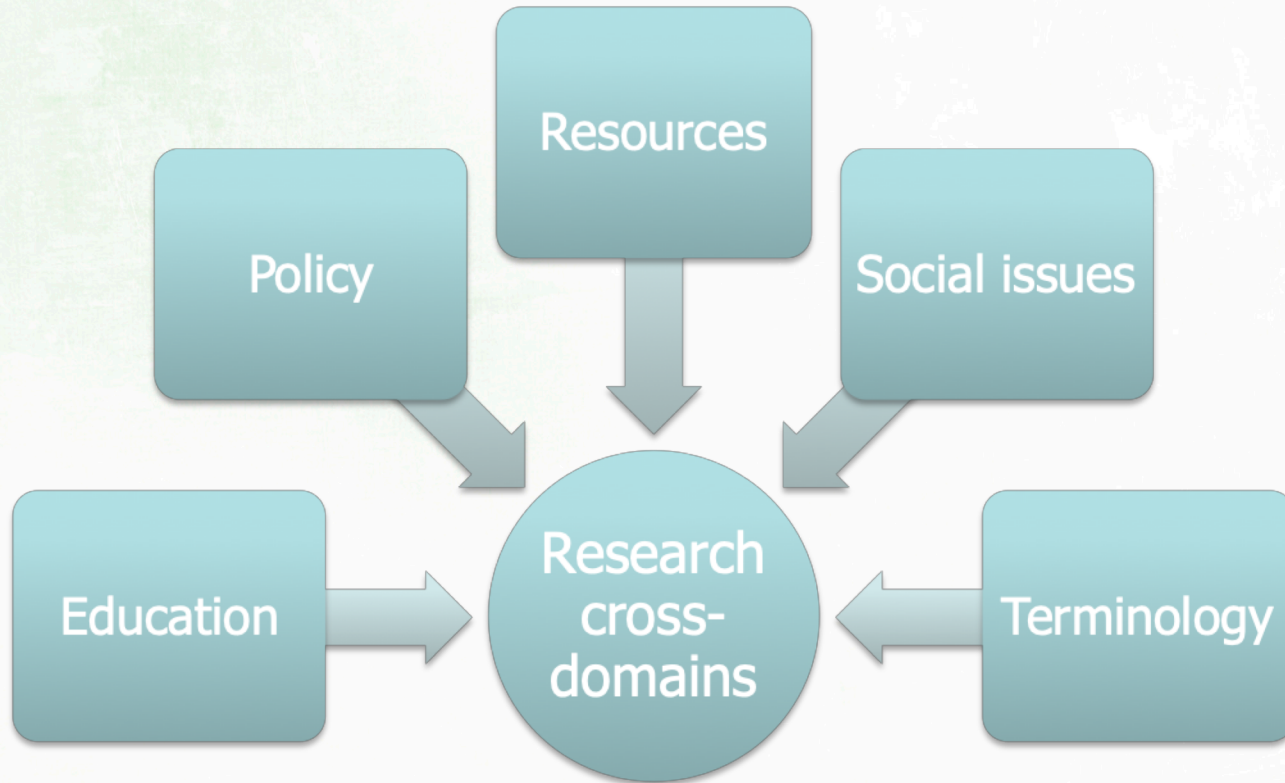 Resources
Policy
Social issues
Education
Research
cross-
domains
Terminology